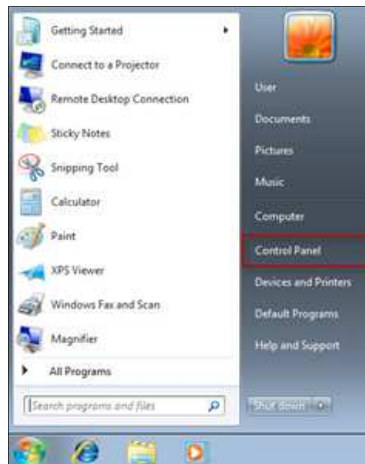 Getting Started
Connect to a Projector
Remote Desktop Connection
Sticky Notes
Snipping Tool
Calculator
Paint
XPS Viewer
Windows Fax and Scan
Magnifier
All Programs
Search programs and files
User
Documents
Pictures
Music
Computer
Control Panel
Devices and Printers
Default Programs
Help and Support
Shut down